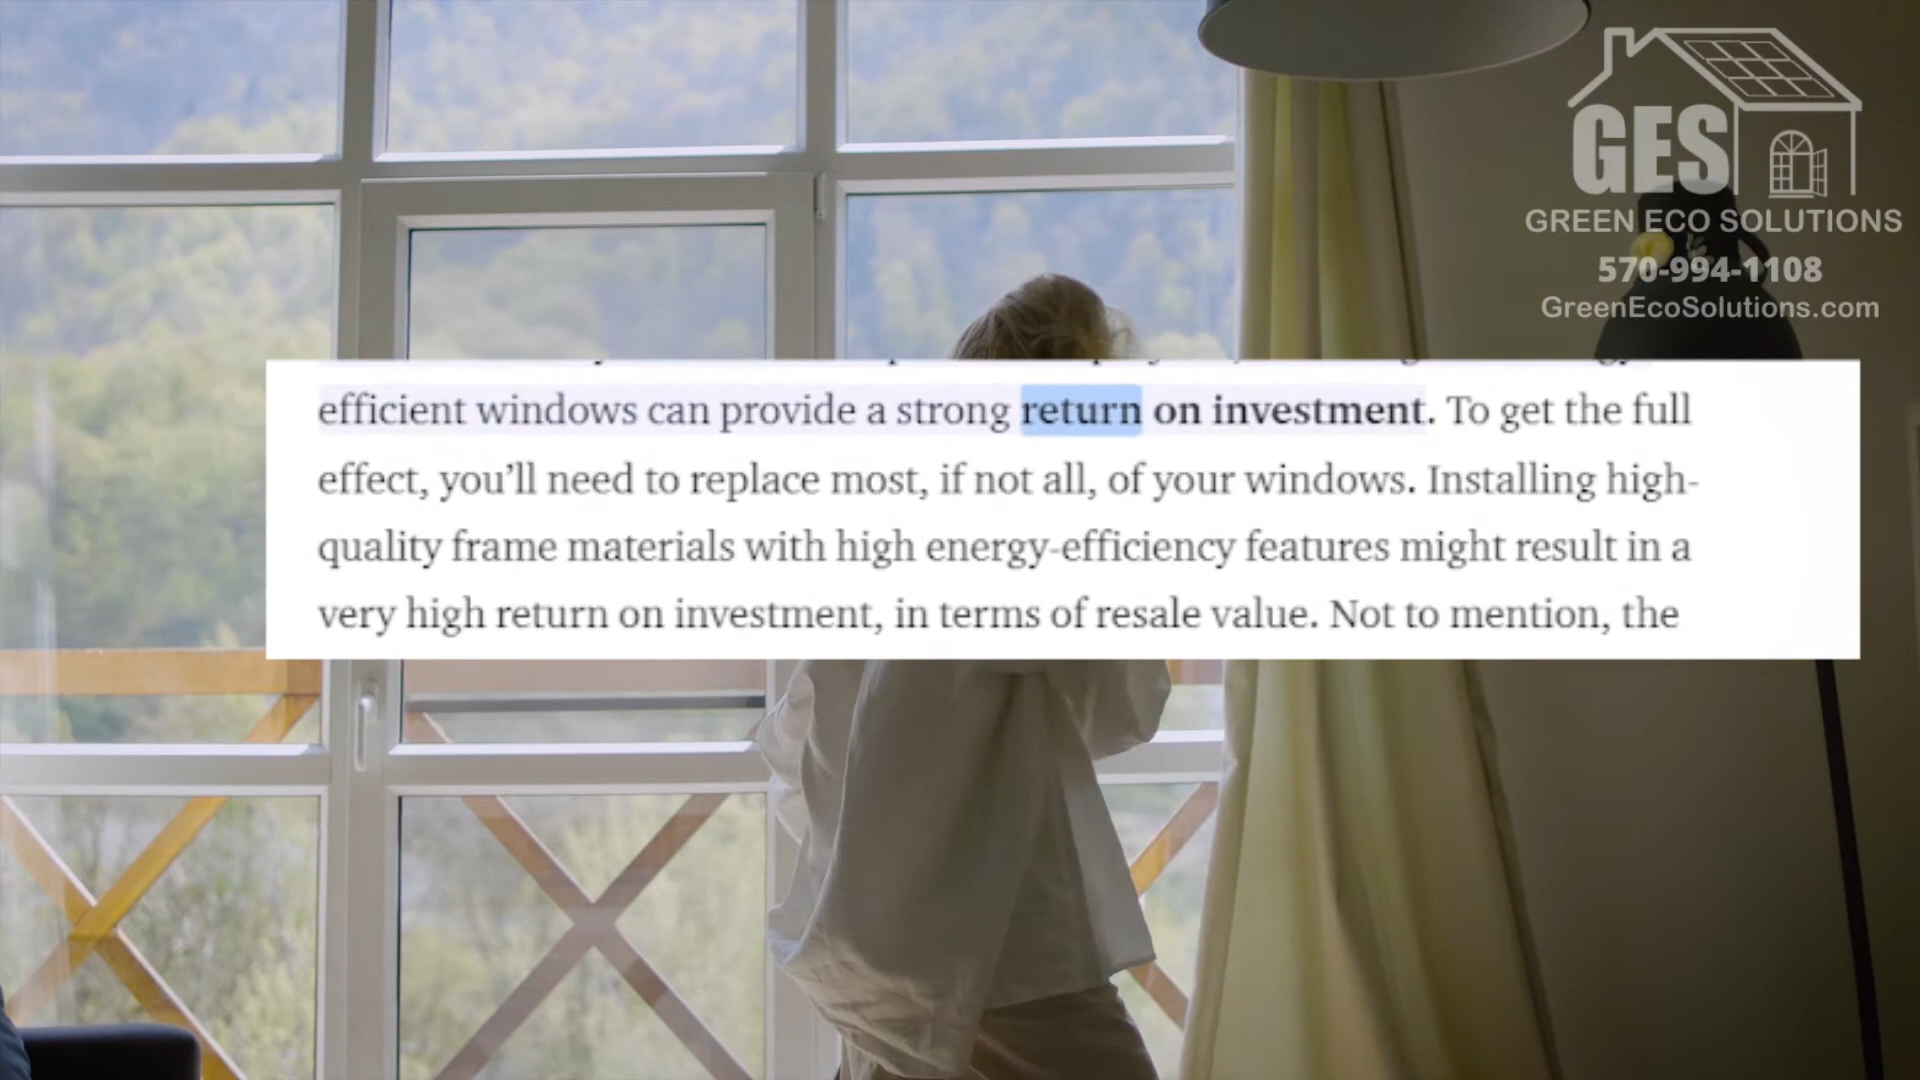 GES
GREEN ECO SOLUTIONS
570-994-1108
GreenEcoSolutions.com
efficient windows can provide a strong return on investment. To get the full
effect, you’ll need to replace most, if not all, of your windows. Installing high-
quality frame materials with high energy-efficiency features might result in a
very high return on investment, in terms of resale value. Not to mention, the